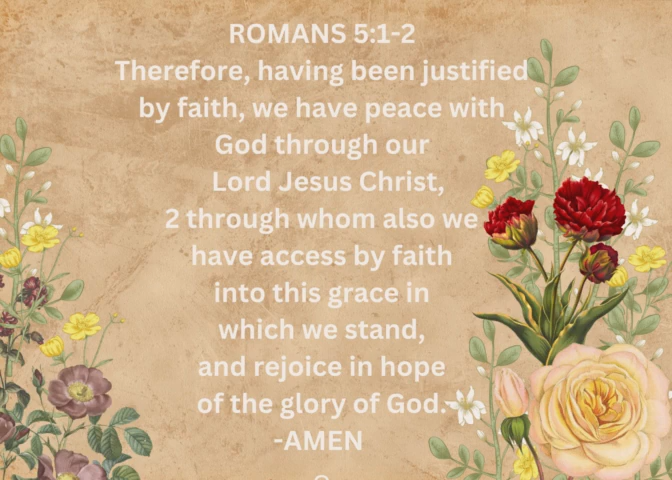 ROMANS 5:1-2
Therefore, having been justified
by faith, we have peace with
God through our
Lord Jesus Christ,
2 through whom also we
have access by faith
into this grace in
which we stand,
and rejoice in hope
of the glory of God.
-AMEN